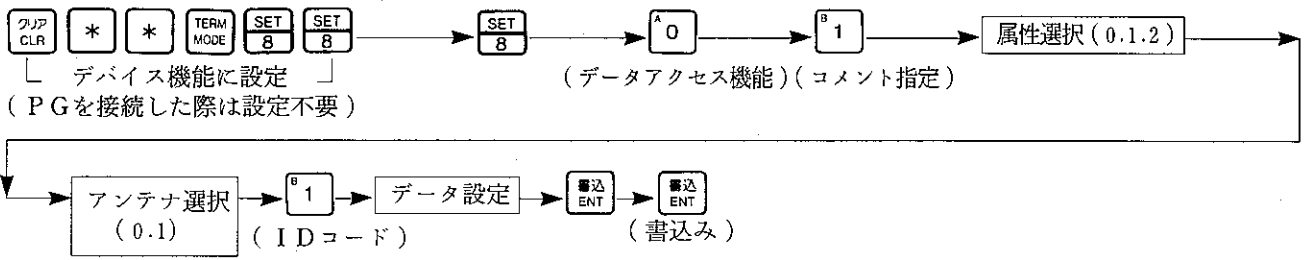 クリア CLR * * TERM MODE SET 8 SET 8 SET 8 A 0 B 1 属性選択(0.1.2)
デバイス機能に設定 (データアクセス機能)(コメント指定)
(PGを接続した際は設定不要)
アンテナ選択 B 1 データ設定 書込 ENT 書込 ENT
(0.1) (IDコード) (書込み)